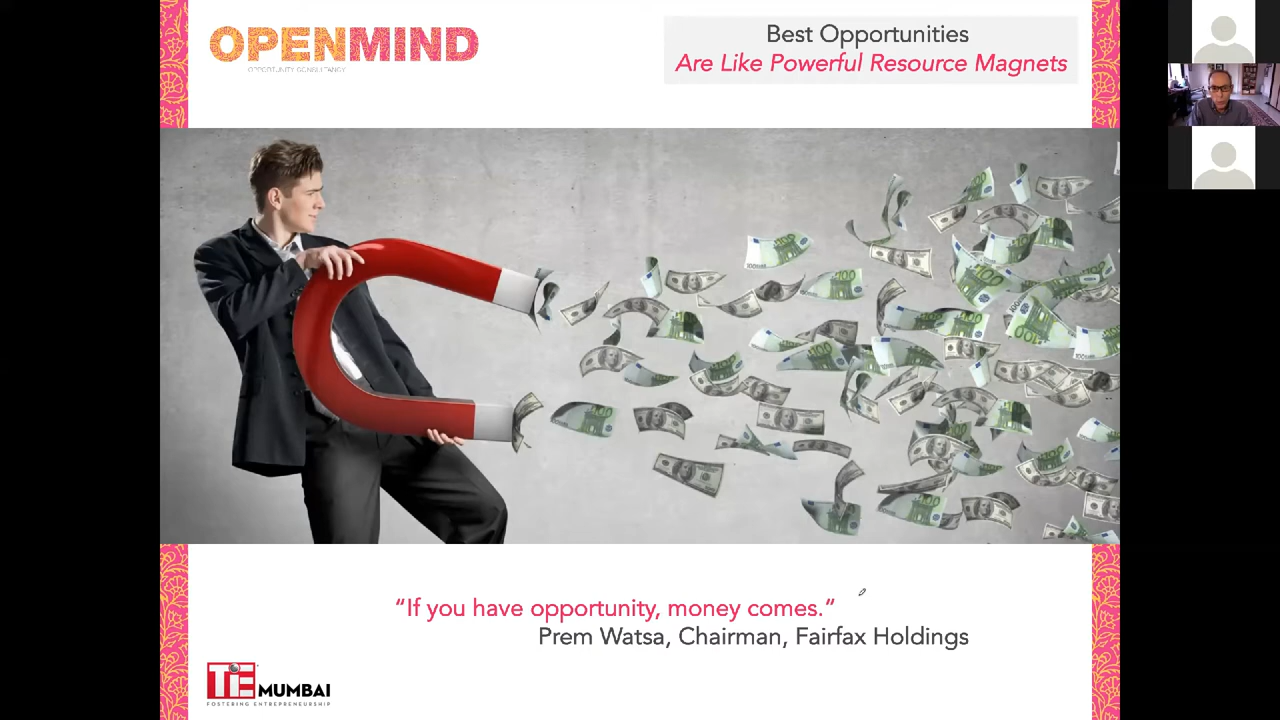 OPENMIND
OPPORTUNITY CONSULTANCY
Best Opportunities
Are Like Powerful Resource Magnets
“If you have opportunity, money comes.”
Prem Watsa, Chairman, Fairfax Holdings
TiE MUMBAI
FOSTERING ENTREPRENEURSHIP